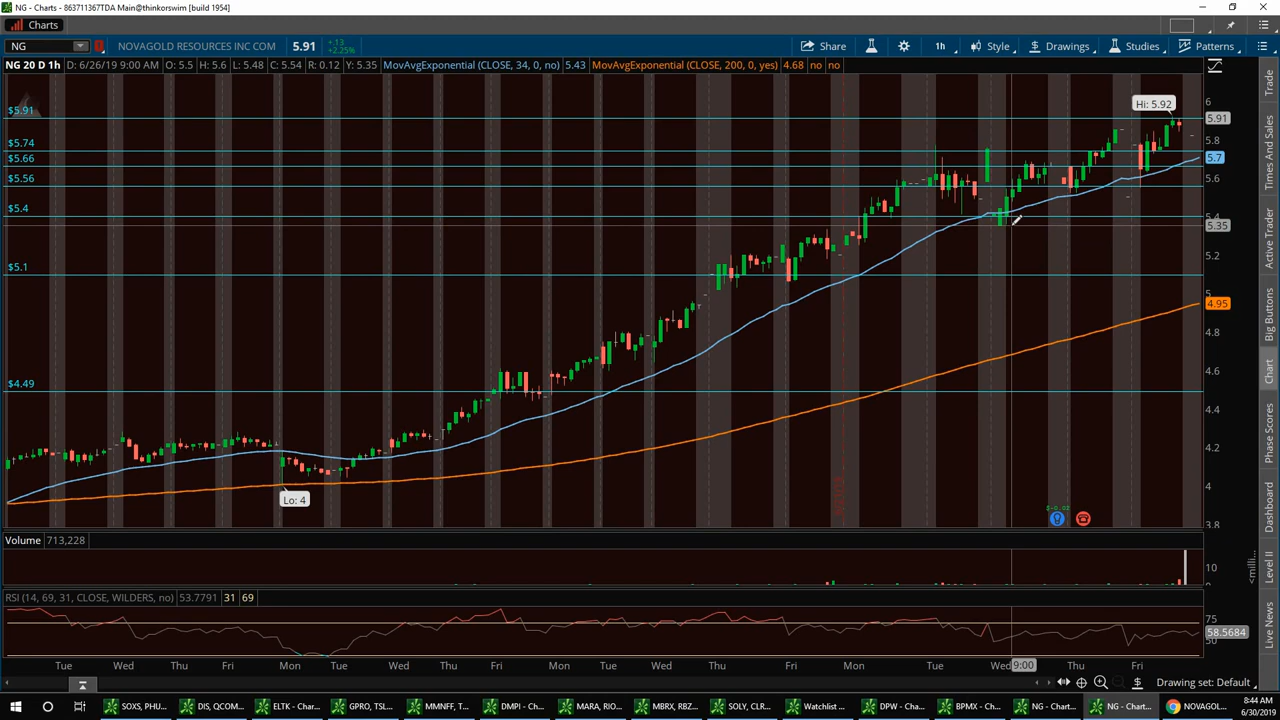 NG - Charts - 863711367TDA Main@thinkorswim [build 1954]
Charts
NG NOVAGOLD RESOURCES INC COM 5.91 +.13 +2.25% Share 1h Style Drawings Studies Patterns
NG 20 D 1h D: 6/26/19 9:00 AM O: 5.5 H: 5.6 L: 5.48 C: 5.54 R: 0.12 Y: 5.35 MovAvgExponential (CLOSE, 34, 0, no) 5.43 MovAvgExponential (CLOSE, 200, 0, yes) 4.68 no no
Trade
Times And Sales
Active Trader
Big Buttons
Chart
Phase Scores
Dashboard
Level II
Live News
Hi: 5.92
6
$5.91
5.91
5.8
$5.74
$5.66
5.7
$5.56
5.6
$5.4
5.4
5.35
5.2
$5.1
5
4.95
4.8
4.6
$4.49
4.4
4.2
4
Lo: 4
3.8
Volume 713,228
10
0
<milli...
RSI (14, 69, 31, CLOSE, WILDERS, no) 53.7791 31 69
75
58.5684
50
Tue Wed Thu Fri Mon Tue Wed Thu Fri Mon Tue Wed Thu Fri Mon Tue Wed 9:00 Thu Fri
Drawing set: Default
SOXS, PHU... DIS, QCOM... ELTK - Chart... GPRO, TSL... MMNFF, T... DMPI - Chart... MARA, RIO... MBRX, RBZ... SOLY, CLR... Watchlist ... DPW - Chart... BPMX - Cha... NG - Chart... NG - Chart... NOVAGOL...
8:44 AM
6/30/2019